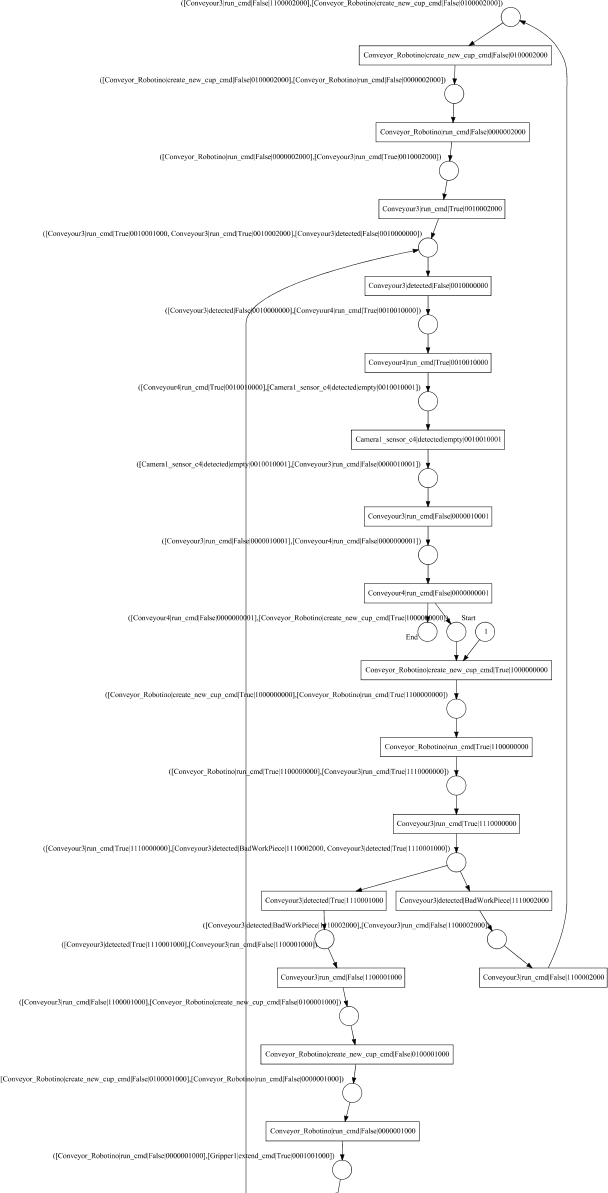 ([Conveyour3|run_cmd|False|1100002000],[Conveyor_Robotino|create_new_cup_cmd|False|0100002000])
Conveyor_Robotino|create_new_cup_cmd|False|0100002000
([Conveyor_Robotino|create_new_cup_cmd|False|0100002000],[Conveyor_Robotino|run_cmd|False|0000002000])
Conveyor_Robotino|run_cmd|False|0000002000
([Conveyor_Robotino|run_cmd|False|0000002000],[Conveyour3|run_cmd|True|0010002000])
Conveyour3|run_cmd|True|0010002000
([Conveyour3|run_cmd|True|0010001000, Conveyour3|run_cmd|True|0010002000],[Conveyour3|detected|False|0010000000])
Conveyour3|detected|False|0010000000
([Conveyour3|detected|False|0010000000],[Conveyour4|run_cmd|True|0010010000])
Conveyour4|run_cmd|True|0010010000
([Conveyour4|run_cmd|True|0010010000],[Camera1_sensor_c4|detected|empty|0010010001])
Camera1_sensor_c4|detected|empty|0010010001
([Camera1_sensor_c4|detected|empty|0010010001],[Conveyour3|run_cmd|False|0000010001])
Conveyour3|run_cmd|False|0000010001
([Conveyour3|run_cmd|False|0000010001],[Conveyour4|run_cmd|False|0000000001])
Conveyour4|run_cmd|False|0000000001
([Conveyour4|run_cmd|False|0000000001],[Conveyor_Robotino|create_new_cup_cmd|True|1000000000])
Start
End
1
Conveyor_Robotino|create_new_cup_cmd|True|1000000000
([Conveyor_Robotino|create_new_cup_cmd|True|1000000000],[Conveyor_Robotino|run_cmd|True|1100000000])
Conveyor_Robotino|run_cmd|True|1100000000
([Conveyor_Robotino|run_cmd|True|1100000000],[Conveyour3|run_cmd|True|1110000000])
Conveyour3|run_cmd|True|1110000000
([Conveyour3|run_cmd|True|1110000000],[Conveyour3|detected|BadWorkPiece|1110002000, Conveyour3|detected|True|1110001000])
Conveyour3|detected|True|1110001000
Conveyour3|detected|BadWorkPiece|1110002000
([Conveyour3|detected|BadWorkPiece|1110002000],[Conveyour3|run_cmd|False|1100002000])
([Conveyour3|detected|True|1110001000],[Conveyour3|run_cmd|False|1100001000])
Conveyour3|run_cmd|False|1100001000
Conveyour3|run_cmd|False|1100002000
([Conveyour3|run_cmd|False|1100001000],[Conveyor_Robotino|create_new_cup_cmd|False|0100001000])
Conveyor_Robotino|create_new_cup_cmd|False|0100001000
[Conveyor_Robotino|create_new_cup_cmd|False|0100001000],[Conveyor_Robotino|run_cmd|False|0000001000])
Conveyor_Robotino|run_cmd|False|0000001000
([Conveyor_Robotino|run_cmd|False|0000001000],[Gripper1|extend_cmd|True|0001001000])